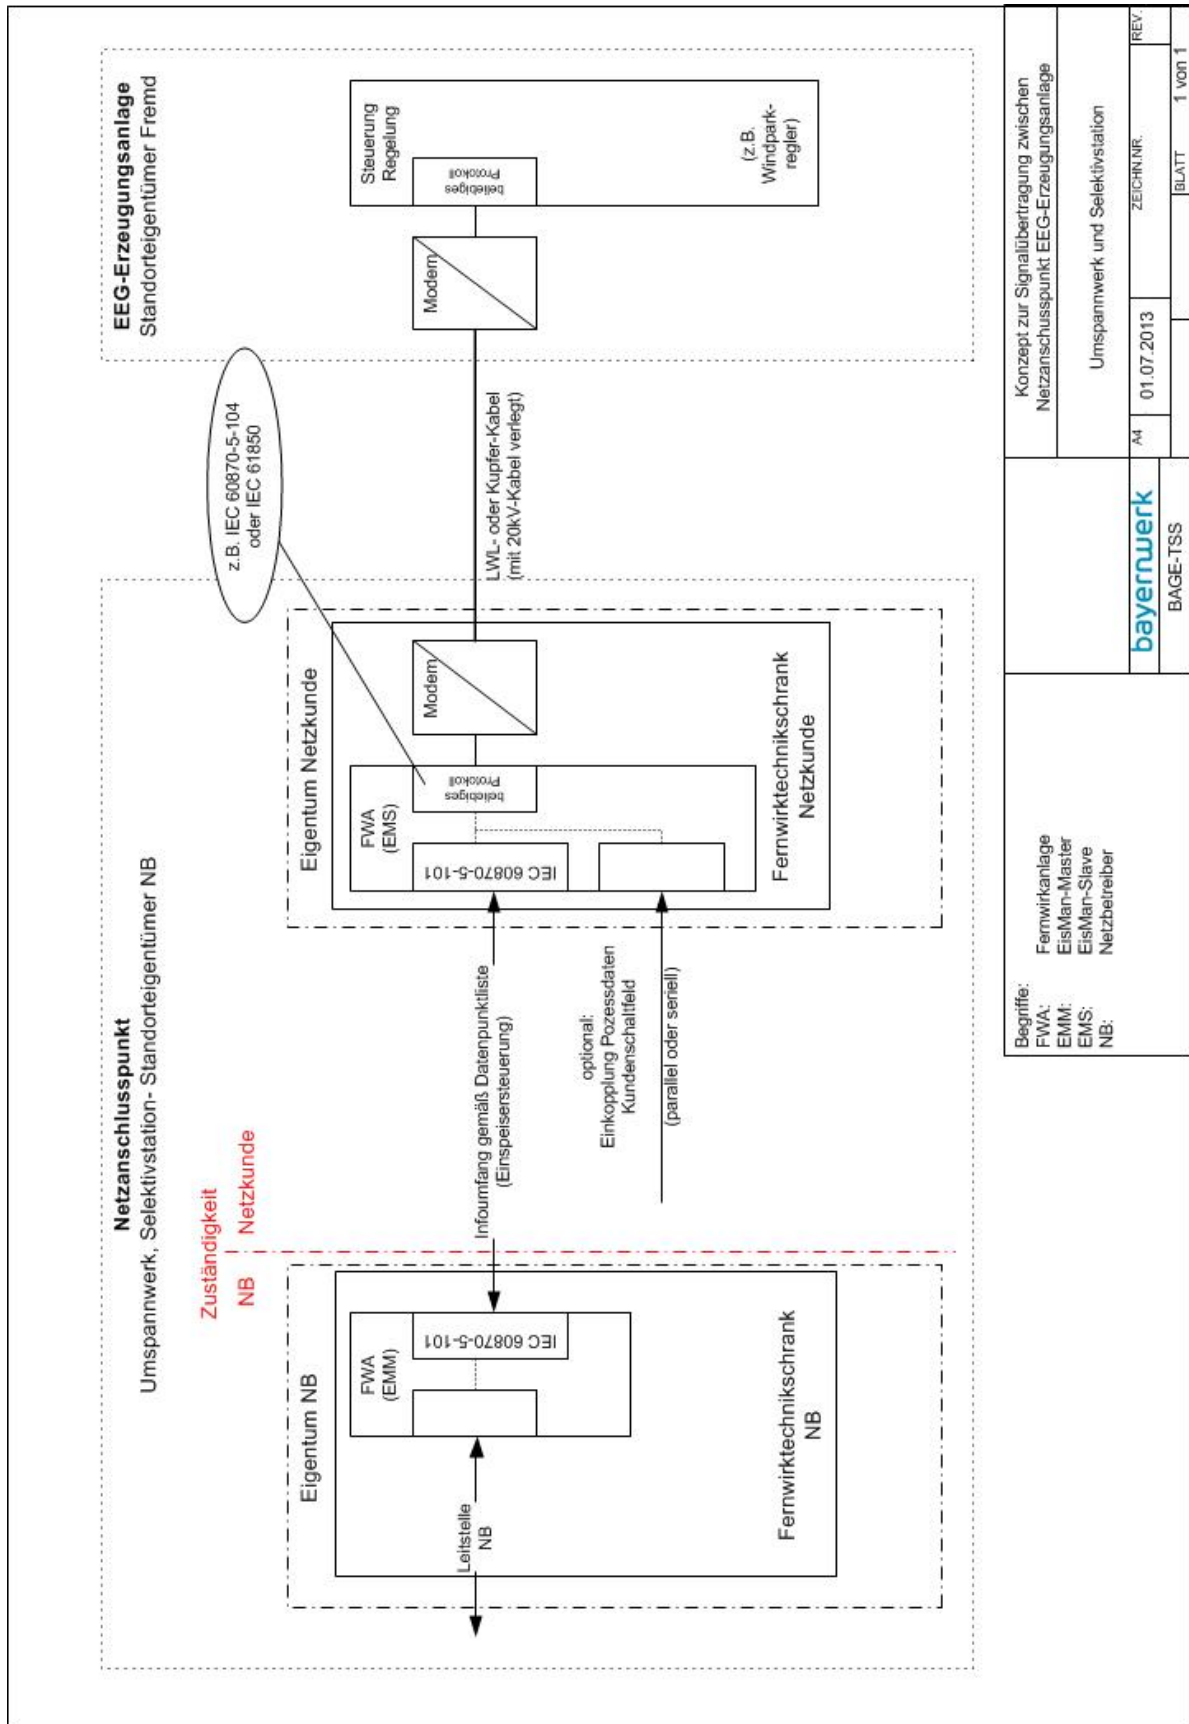 Netzanschlusspunkt
Umspannwerk, Selektivstation- Standorteigentümer NB
EEG-Erzeugungsanlage
Standorteigentümer Fremd
Zuständigkeit
NB
Netzkunde
z.B. IEC 60870-5-104
oder IEC 61850
Eigentum NB
FWA
(EMM)
IEC 60870-5-101
Leitstelle
NB
Fernwirktechnikschrank
NB
Infoumfang gemäß Datenpunktliste
(Einspeisersteuerung)
optional:
Einkopplung Pozessdaten
Kundenschaltfeld
(parallel oder seriell)
Eigentum Netzkunde
FWA
(EMS)
IEC 60870-5-101
beliebiges
Protokoll
Modem
Fernwirktechnikschrank
Netzkunde
LWL- oder Kupfer-Kabel
(mit 20kV-Kabel verlegt)
Modem
Steuerung
Regelung
beliebiges
Protokoll
(z.B.
Windpark-
regler)
Begriffe:
FWA: Fernwirkanlage
EMM: EisMan-Master
EMS: EisMan-Slave
NB: Netzbetreiber
bayernwerk
BAGE-TSS
Konzept zur Signalübertragung zwischen
Netzanschusspunkt EEG-Erzeugungsanlage
Umspannwerk und Selektivstation
A4 01.07.2013 ZEICHN.NR. REV.
BLATT 1 von 1